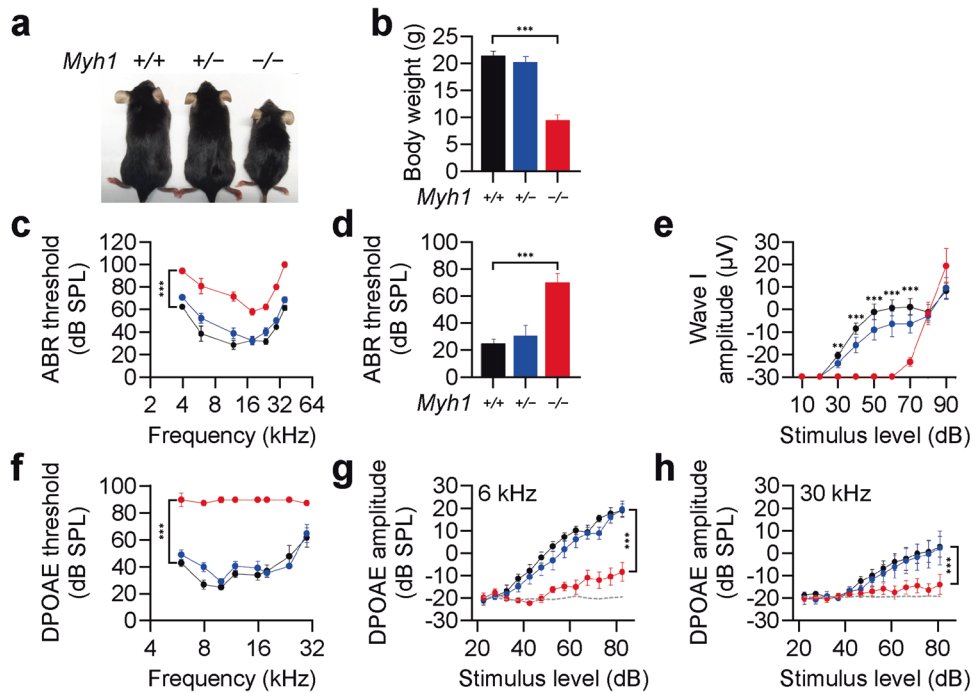 a
Myh1 +/+ +/− −/−
b
Body weight (g)
25
20
15
10
5
0
***
Myh1 +/+ +/− −/−
c
ABR threshold
(dB SPL)
120
100
80
60
40
20
0
***
2 4 8 16 32 64
Frequency (kHz)
d
ABR threshold
(dB SPL)
100
80
60
40
20
0
***
Myh1 +/+ +/− −/−
e
Wave I
amplitude (μV)
30
20
10
0
-10
-20
-30
** *** *** *** ***
10 30 50 70 90
Stimulus level (dB)
f
DPOAE threshold
(dB SPL)
100
80
60
40
20
0
***
4 8 16 32
Frequency (kHz)
g
DPOAE amplitude
(dB SPL)
30
20
10
0
-10
-20
-30
6 kHz
***
20 40 60 80
Stimulus level (dB)
h
DPOAE amplitude
(dB SPL)
30
20
10
0
-10
-20
-30
30 kHz
***
20 40 60 80
Stimulus level (dB)